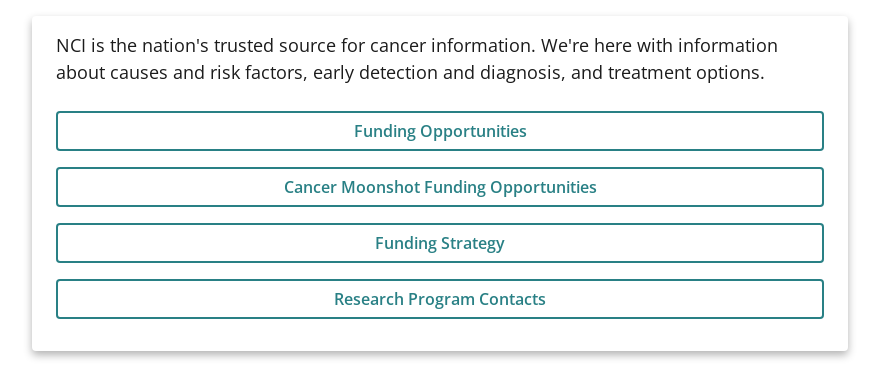 NCI is the nation's trusted source for cancer information. We're here with information
about causes and risk factors, early detection and diagnosis, and treatment options.
Funding Opportunities
Cancer Moonshot Funding Opportunities
Funding Strategy
Research Program Contacts